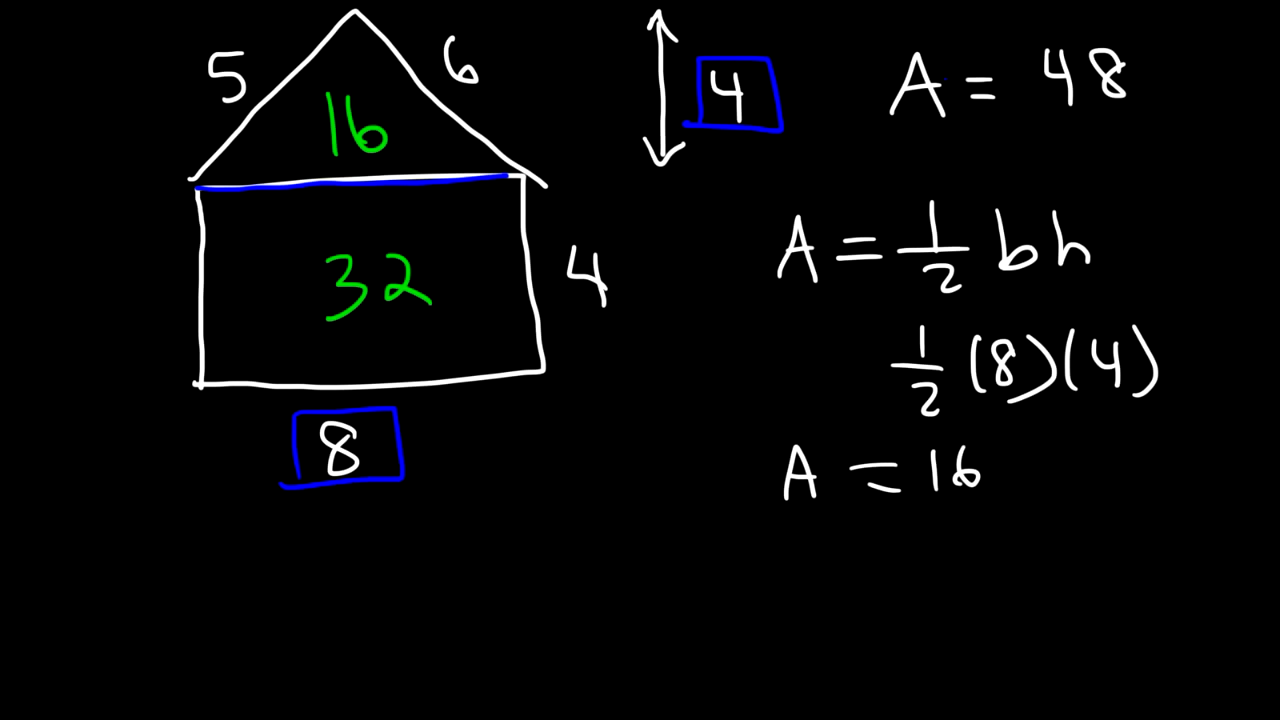 5
6
16
4
A = 48
32
4
A = 1/2 bh
1/2 (8)(4)
8
A = 16